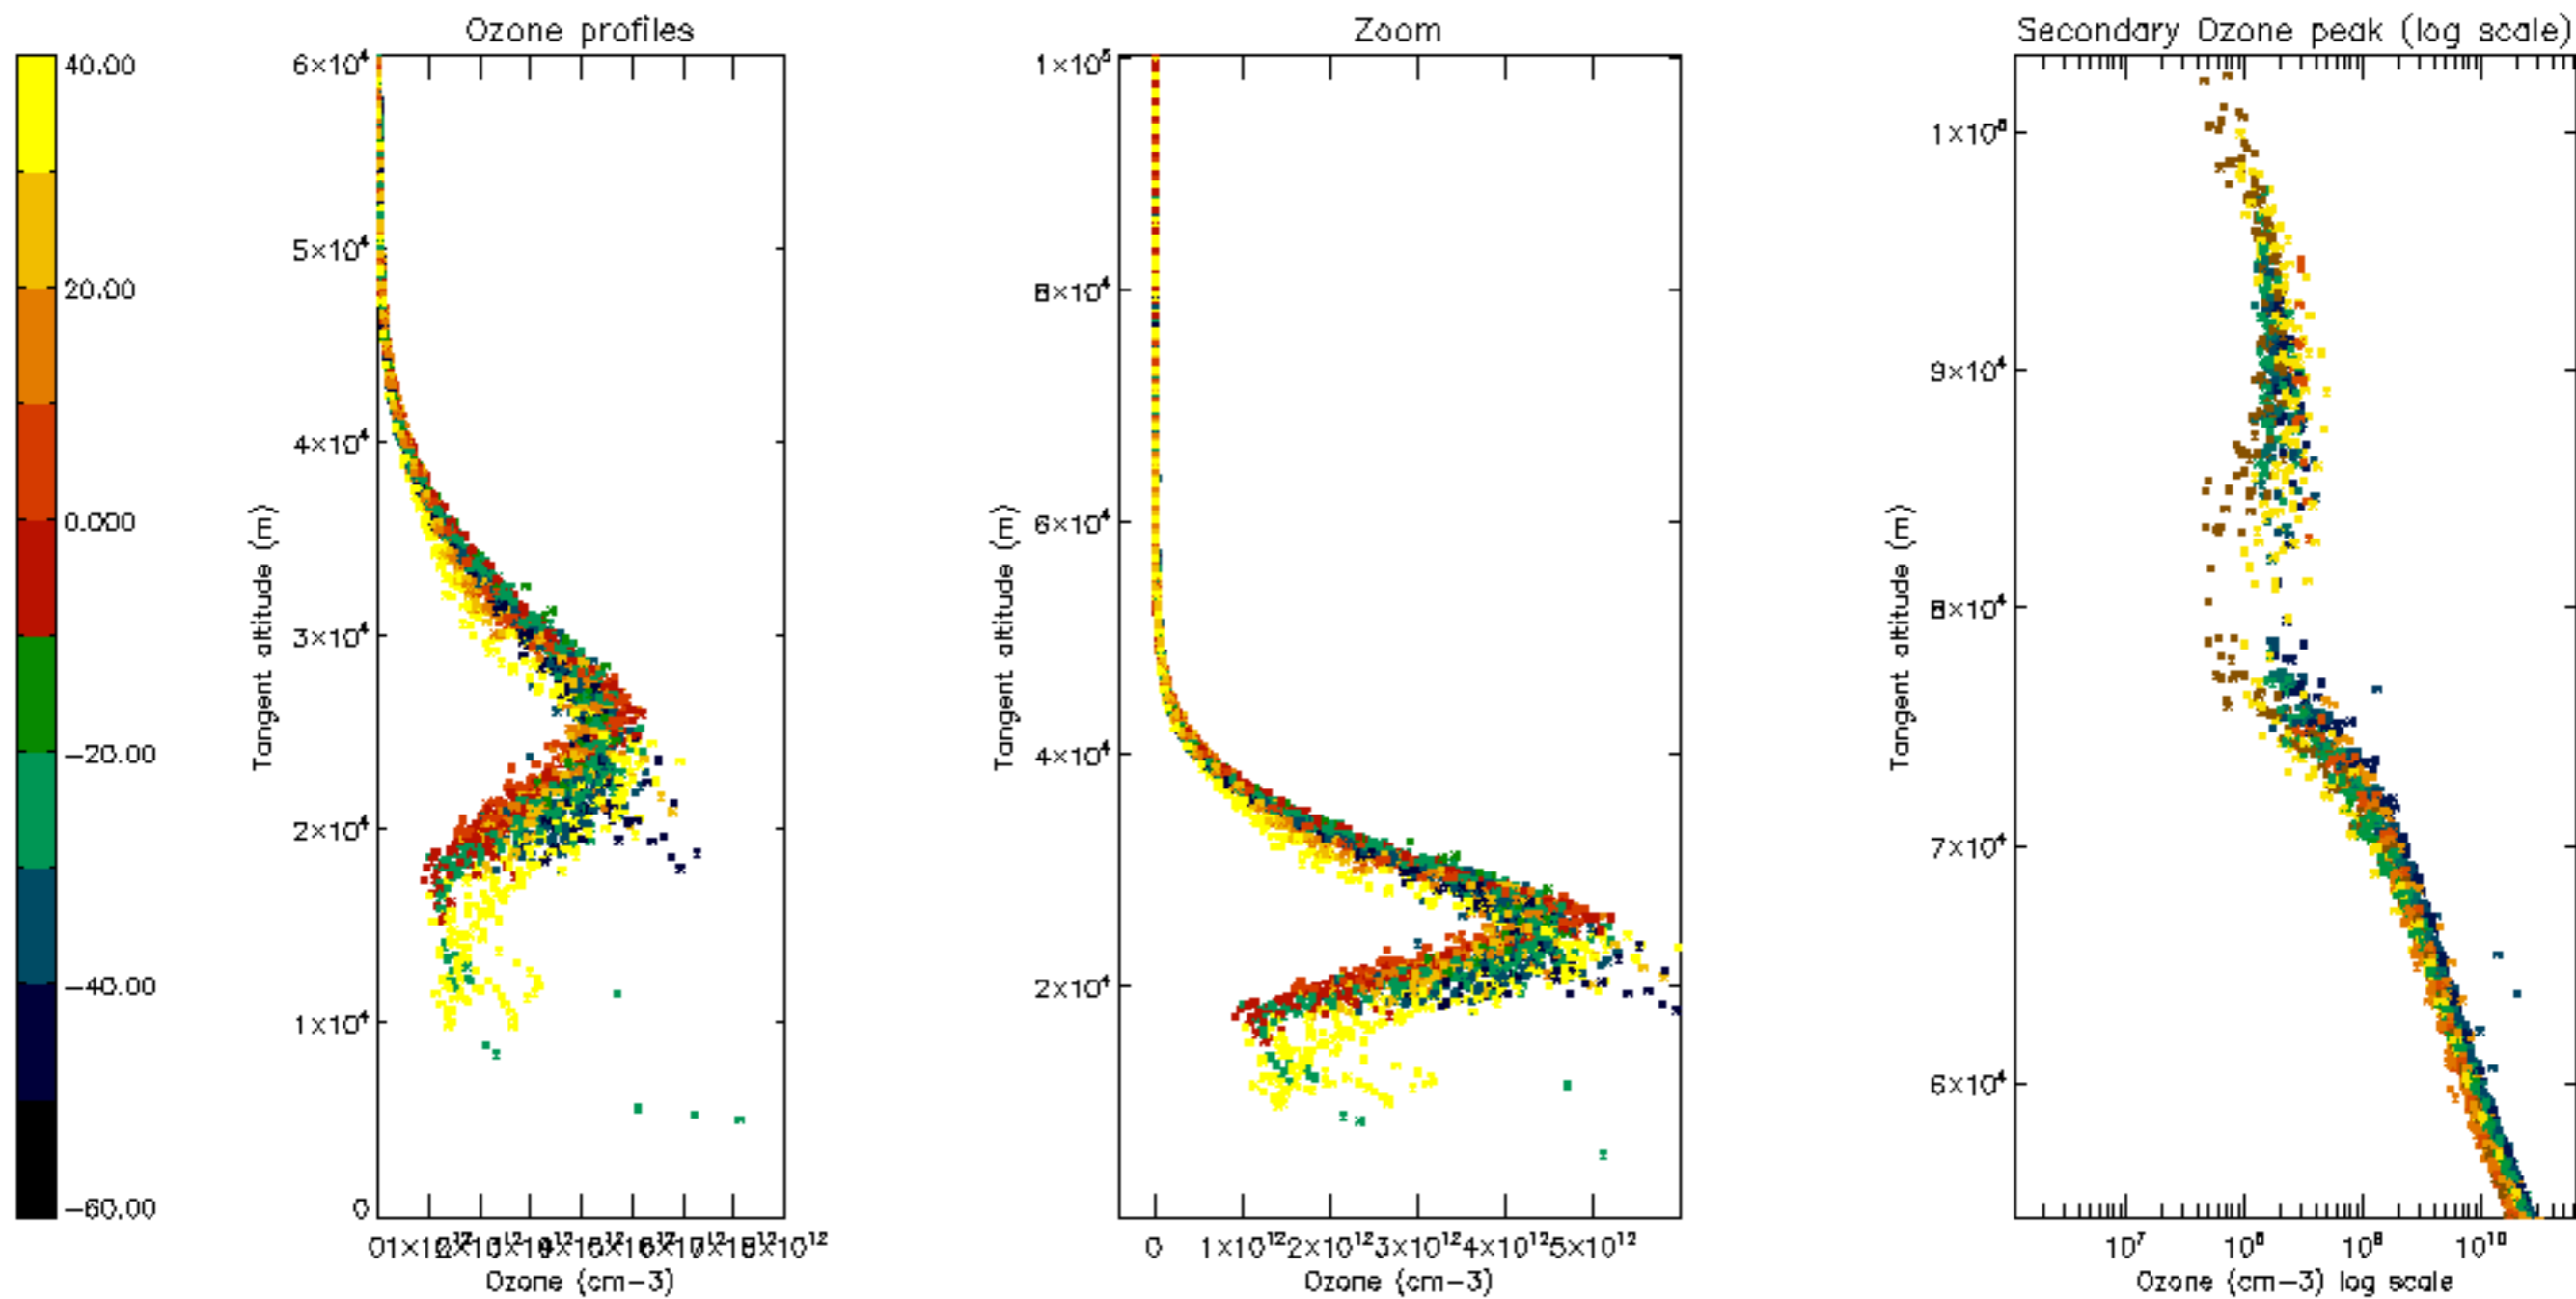 Ozone profiles
Zoom
Secondary Ozone peak (log scale)
40.00
20.00
0.000
−20.00
−40.00
−60.00
Tangent altitude (m)
6×10⁴
5×10⁴
4×10⁴
3×10⁴
2×10⁴
1×10⁴
0
Ozone (cm−3)
Tangent altitude (m)
1×10⁵
8×10⁴
6×10⁴
4×10⁴
2×10⁴
0 1×10¹² 2×10¹² 3×10¹² 4×10¹² 5×10¹²
Ozone (cm−3)
Tangent altitude (m)
1×10⁵
9×10⁴
8×10⁴
7×10⁴
6×10⁴
10⁷ 10⁸ 10⁹ 10¹⁰
Ozone (cm−3) log scale